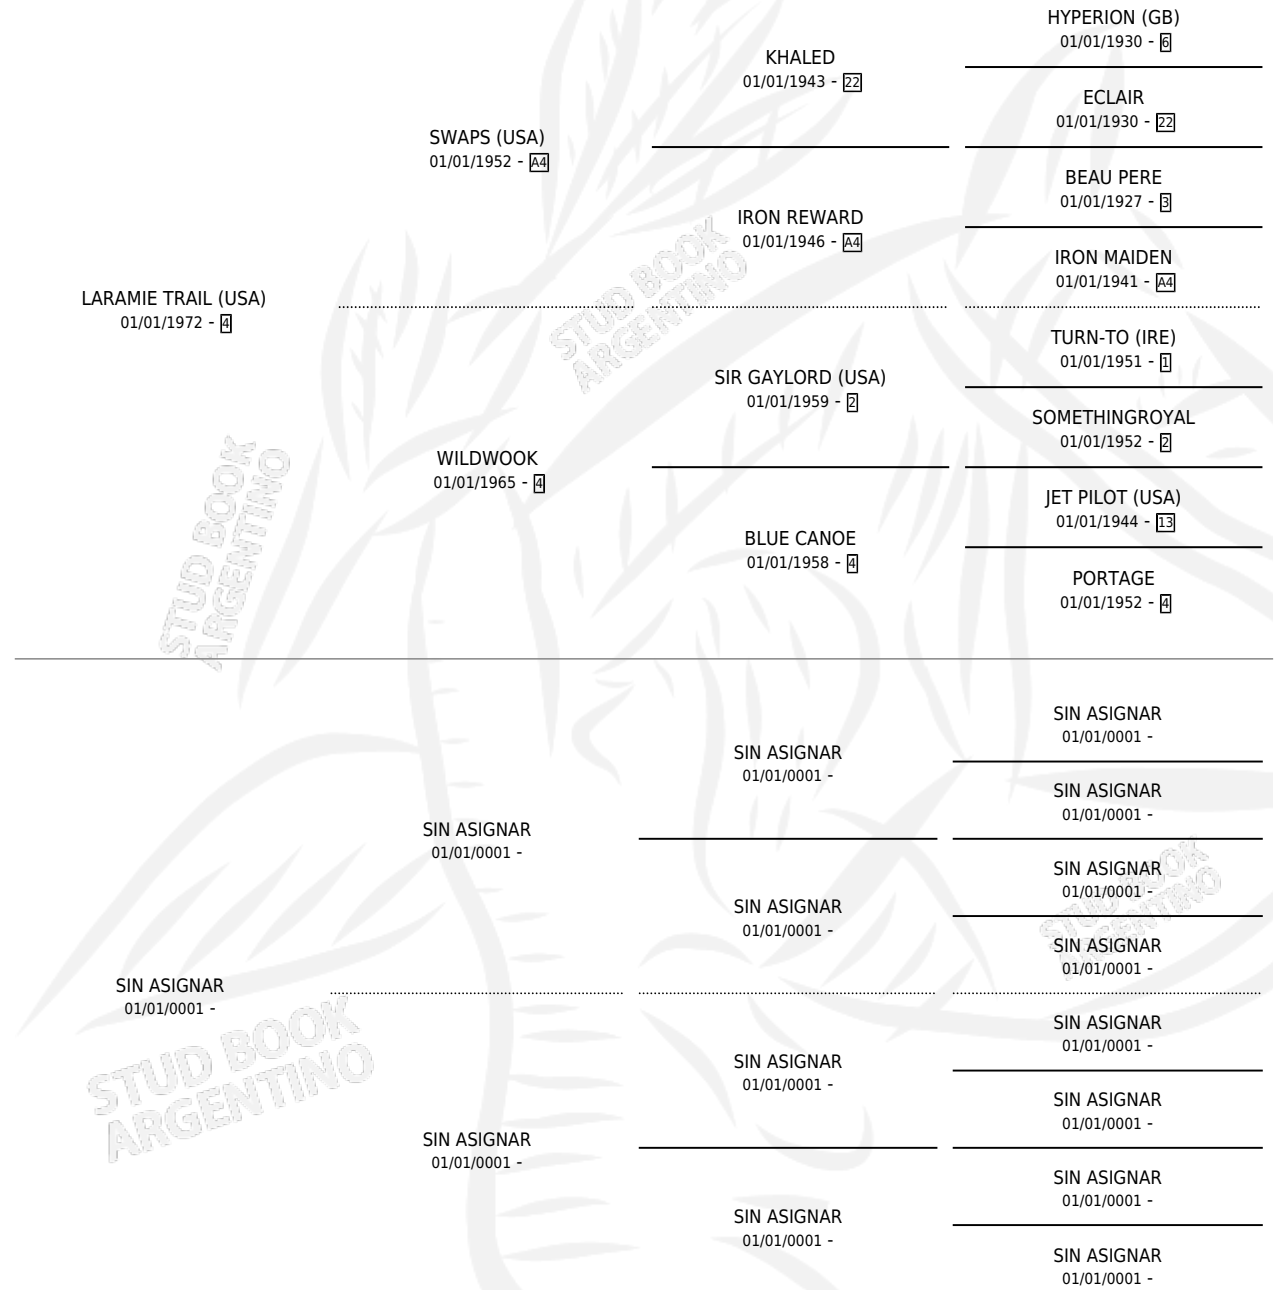 HYPERION (GB)
01/01/1930 - 6
KHALED
01/01/1943 - 22
ECLAIR
01/01/1930 - 22
SWAPS (USA)
01/01/1952 - A4
BEAU PERE
01/01/1927 - 3
IRON REWARD
01/01/1946 - A4
IRON MAIDEN
01/01/1941 - A4
LARAMIE TRAIL (USA)
01/01/1972 - 4
STUD BOOK
ARGENTINO
TURN-TO (IRE)
01/01/1951 - 1
SIR GAYLORD (USA)
01/01/1959 - 2
SOMETHINGROYAL
01/01/1952 - 2
WILDWOOK
01/01/1965 - 4
JET PILOT (USA)
01/01/1944 - 13
BLUE CANOE
01/01/1958 - 4
PORTAGE
01/01/1952 - 4
STUD BOOK
ARGENTINO
SIN ASIGNAR
01/01/0001 -
SIN ASIGNAR
01/01/0001 -
SIN ASIGNAR
01/01/0001 -
SIN ASIGNAR
01/01/0001 -
SIN ASIGNAR
01/01/0001 -
SIN ASIGNAR
01/01/0001 -
SIN ASIGNAR
01/01/0001 -
STUD BOOK
ARGENTINO
SIN ASIGNAR
01/01/0001 -
SIN ASIGNAR
01/01/0001 -
SIN ASIGNAR
01/01/0001 -
SIN ASIGNAR
01/01/0001 -
SIN ASIGNAR
01/01/0001 -
SIN ASIGNAR
01/01/0001 -
SIN ASIGNAR
01/01/0001 -
SIN ASIGNAR
01/01/0001 -
STUD BOOK
ARGENTINO